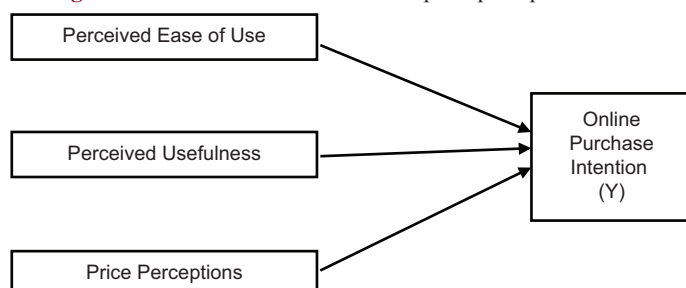 Perceived Ease of Use
Perceived Usefulness
Price Perceptions
Online
Purchase
Intention
(Y)